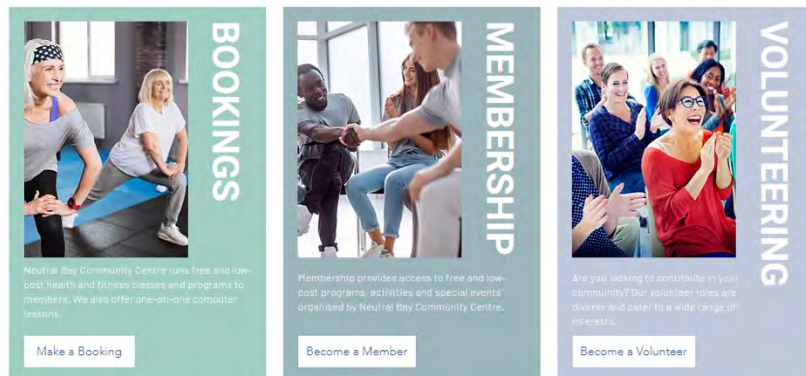 BOOKINGS
Neutral Bay Community Centre runs free and low-
cost health and fitness classes and programs to
members. We also offer one-on-one computer
lessons.
Make a Booking
MEMBERSHIP
Membership provides access to free and low-
cost programs, activities and special events
organised by Neutral Bay Community Centre.
Become a Member
VOLUNTEERING
Are you looking to contribute in your
community? Our volunteer roles are
diverse and cater to a wide range of
interests.
Become a Volunteer